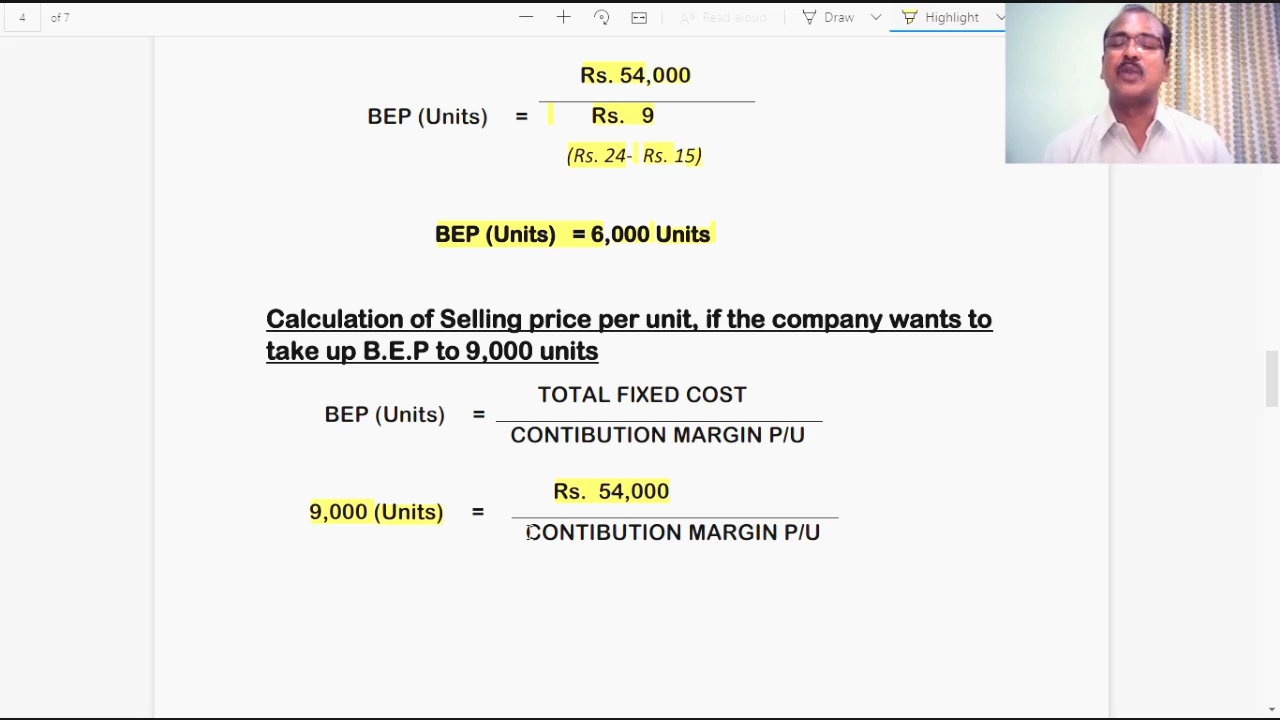 4 of 7 Read aloud Draw Highlight
Rs. 54,000
BEP (Units) = Rs. 9
(Rs. 24- Rs. 15)
BEP (Units) = 6,000 Units
Calculation of Selling price per unit, if the company wants to
take up B.E.P to 9,000 units
TOTAL FIXED COST
BEP (Units) =
CONTIBUTION MARGIN P/U
Rs. 54,000
9,000 (Units) =
CONTIBUTION MARGIN P/U